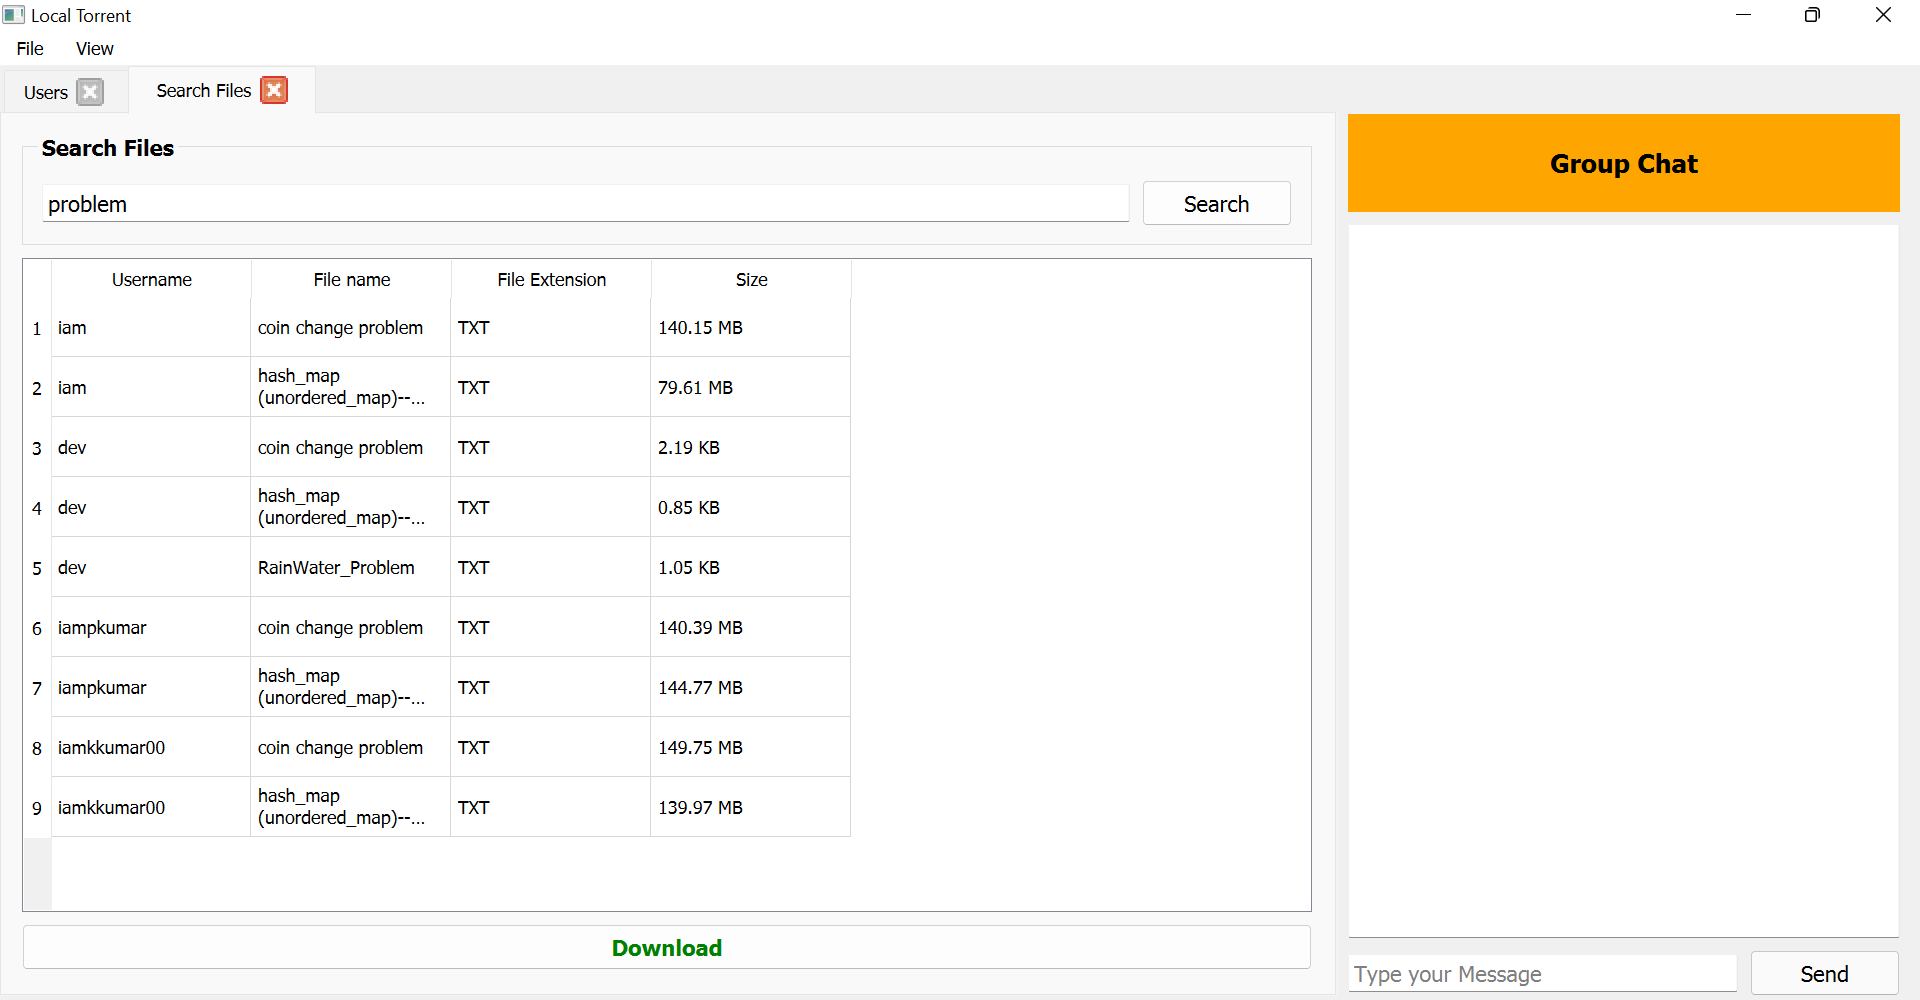 Local Torrent
File View
Users Search Files
Search Files
problem Search
Username File name File Extension Size
1 iam coin change problem TXT 140.15 MB
2 iam hash_map (unordered_map)--... TXT 79.61 MB
3 dev coin change problem TXT 2.19 KB
4 dev hash_map (unordered_map)--... TXT 0.85 KB
5 dev RainWater_Problem TXT 1.05 KB
6 iampkumar coin change problem TXT 140.39 MB
7 iampkumar hash_map (unordered_map)--... TXT 144.77 MB
8 iamkkumar00 coin change problem TXT 149.75 MB
9 iamkkumar00 hash_map (unordered_map)--... TXT 139.97 MB
Download
Group Chat
Type your Message Send